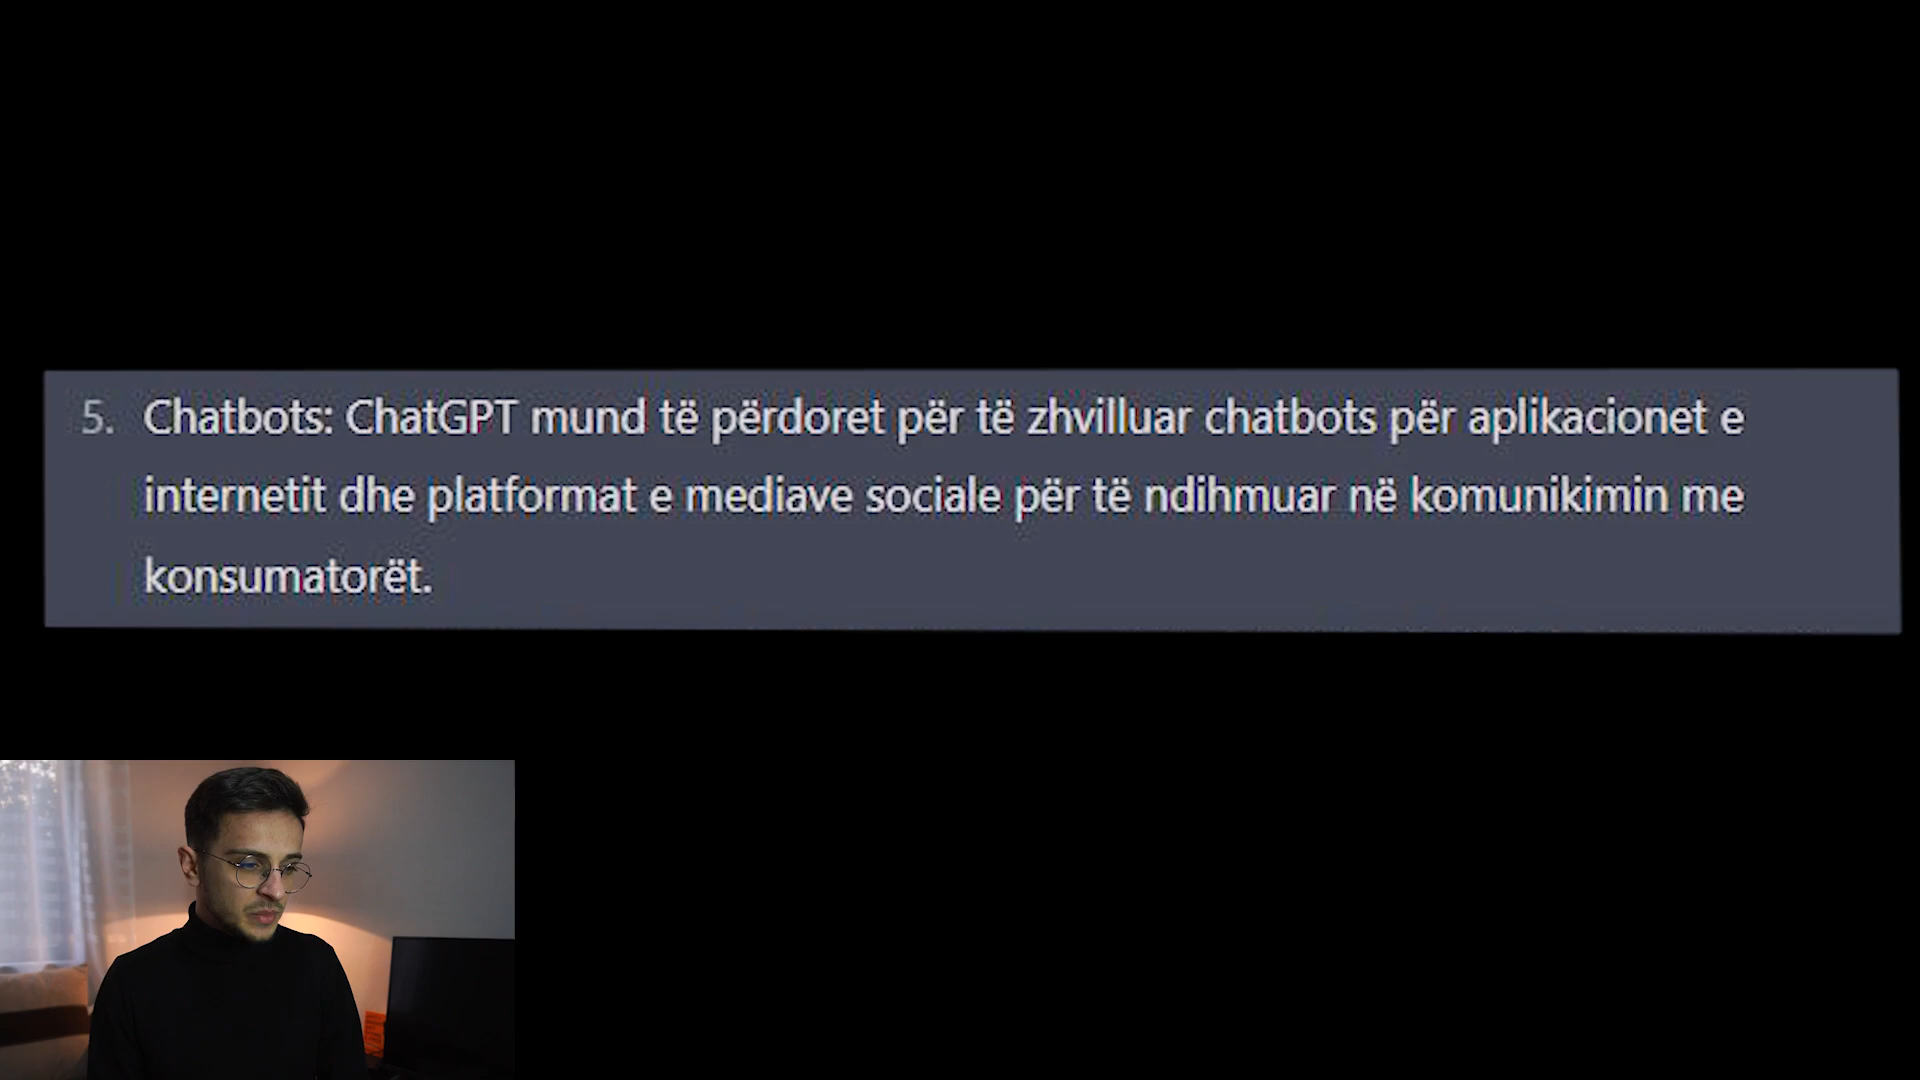 5. Chatbots: ChatGPT mund të përdoret për të zhvilluar chatbots për aplikacionet e
internetit dhe platformat e mediave sociale për të ndihmuar në komunikimin me
konsumatorët.